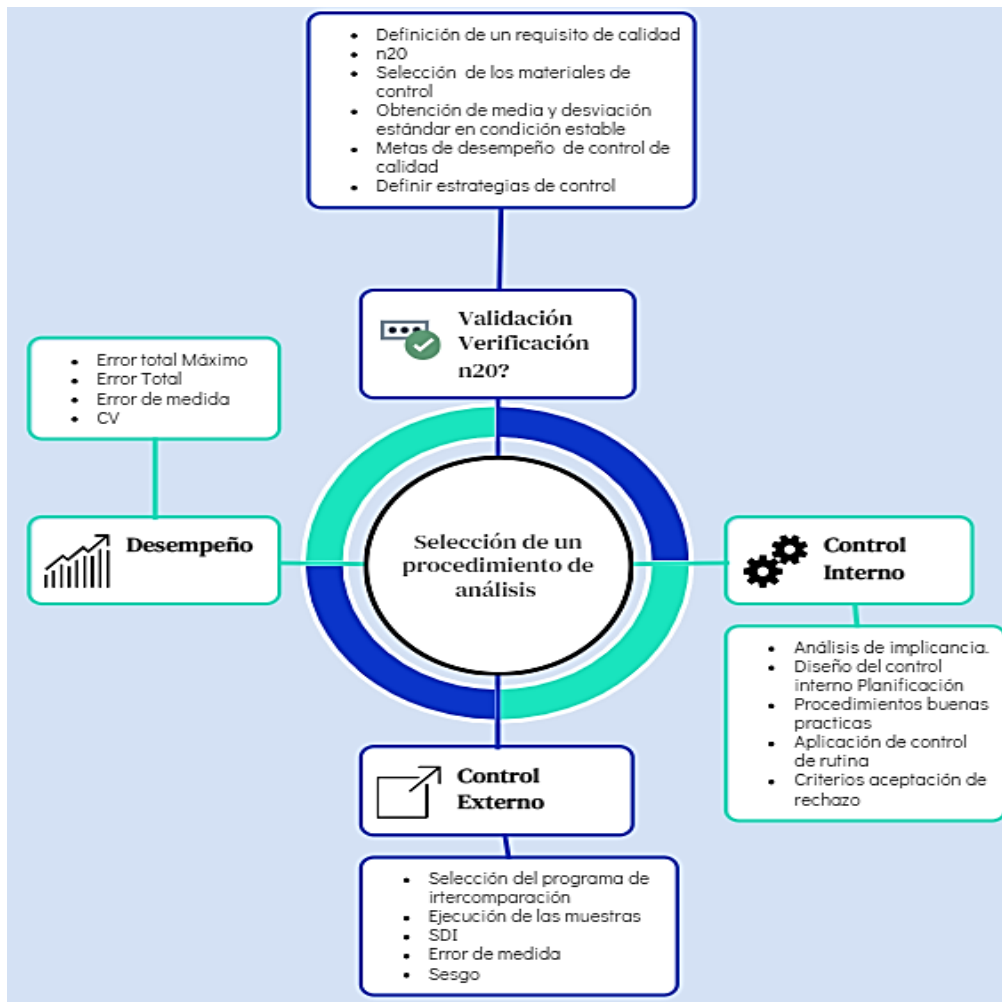 • Definición de un requisito de calidad
• n20
• Selección de los materiales de
control
• Obtención de media y desviación
estándar en condición estable
• Metas de desempeño de control de
calidad
• Definir estrategias de control
Validación
Verificación
n20?
• Error total Máximo
• Error Total
• Error de medida
• CV
Desempeño
Selección de un
procedimiento de
análisis
Control
Interno
• Análisis de implicancia.
• Diseño del control
interno Planificación
• Procedimientos buenas
practicas
• Aplicación de control
de rutina
• Criterios aceptación de
rechazo
Control
Externo
• Selección del programa de
irtercomparación
• Ejecución de las muestras
• SDI
• Error de medida
• Sesgo